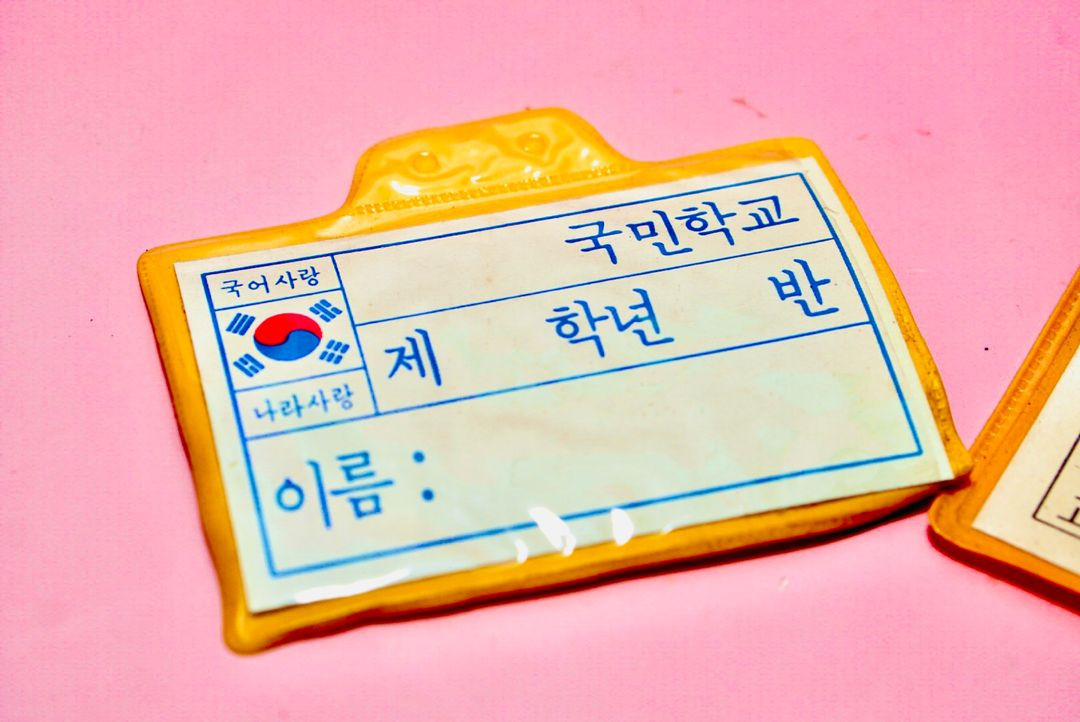 국민학교
국어사랑
제 학년 반
나라사랑
이름 :